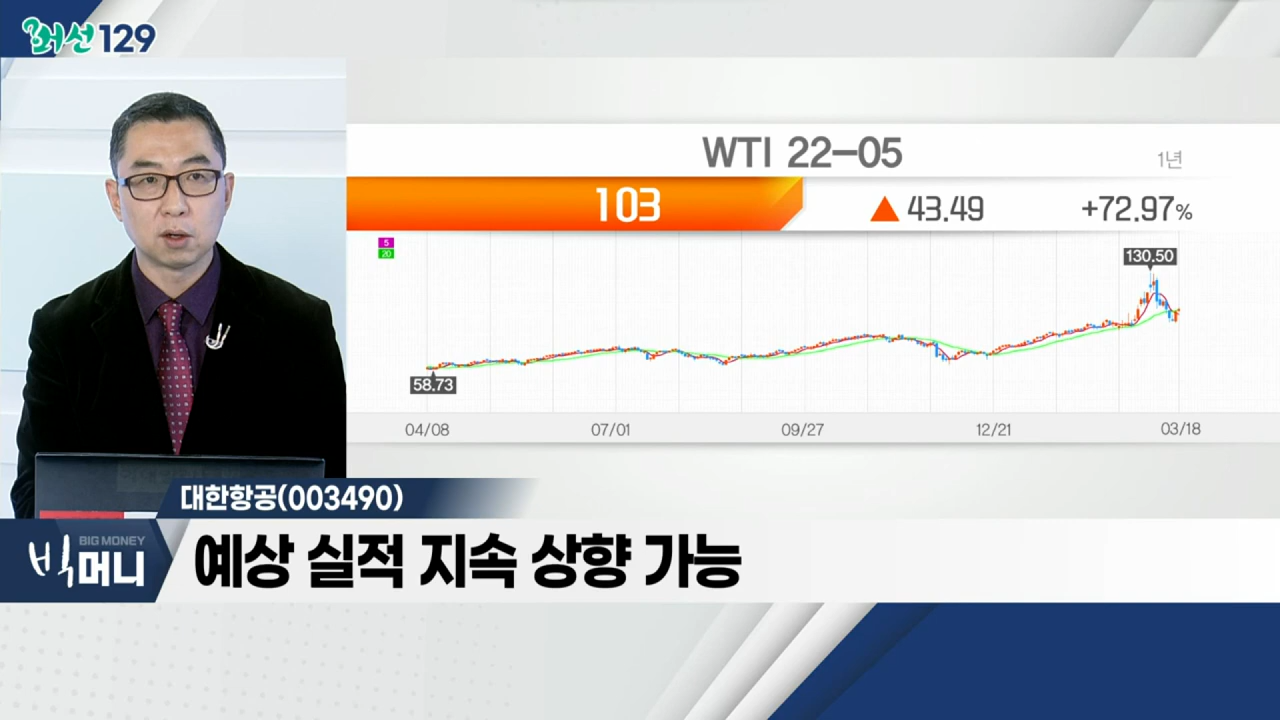 머선129
WTI 22-05
1년
103
▲ 43.49
+72.97%
5
20
130.50
58.73
04/08
07/01
09/27
12/21
03/18
대한항공(003490)
BIG MONEY
빅머니
예상 실적 지속 상향 가능